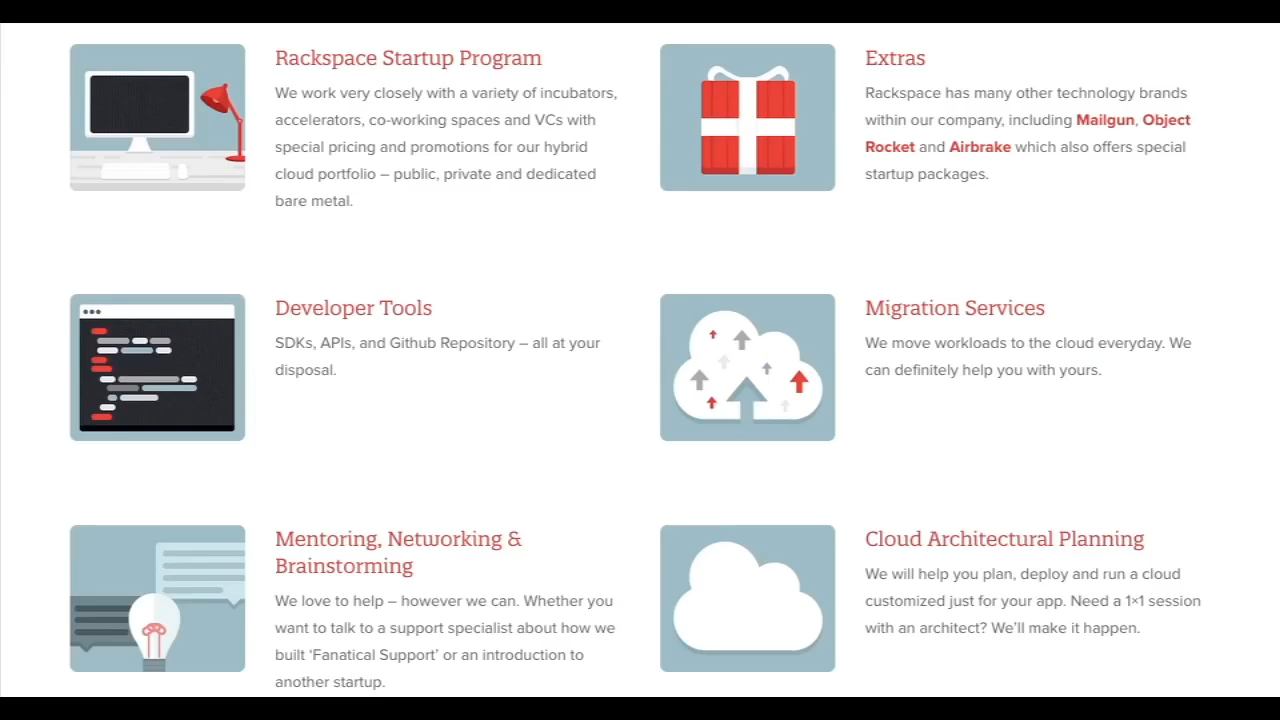 Rackspace Startup Program
We work very closely with a variety of incubators,
accelerators, co-working spaces and VCs with
special pricing and promotions for our hybrid
cloud portfolio – public, private and dedicated
bare metal.
Extras
Rackspace has many other technology brands
within our company, including Mailgun, Object
Rocket and Airbrake which also offers special
startup packages.
Developer Tools
SDKs, APIs, and Github Repository – all at your
disposal.
Migration Services
We move workloads to the cloud everyday. We
can definitely help you with yours.
Mentoring, Networking &
Brainstorming
We love to help – however we can. Whether you
want to talk to a support specialist about how we
built ‘Fanatical Support’ or an introduction to
another startup.
Cloud Architectural Planning
We will help you plan, deploy and run a cloud
customized just for your app. Need a 1×1 session
with an architect? We’ll make it happen.